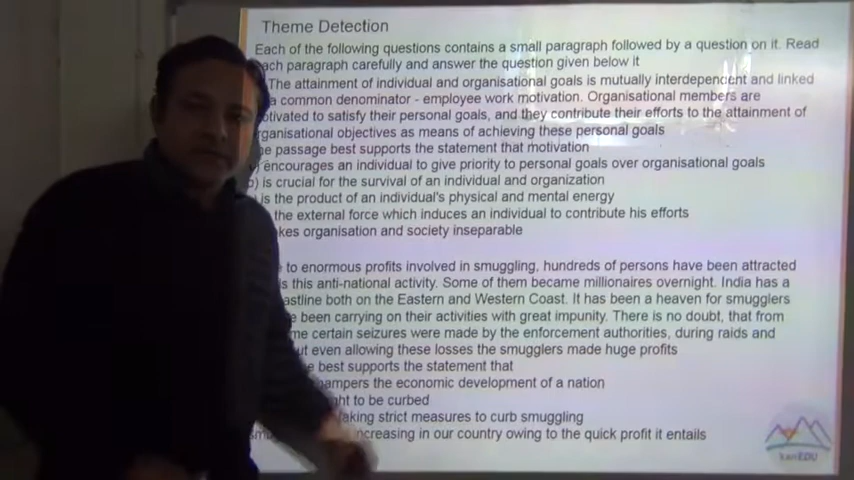 Theme Detection
Each of the following questions contains a small paragraph followed by a question on it. Read
each paragraph carefully and answer the question given below it
The attainment of individual and organisational goals is mutually interdependent and linked
a common denominator - employee work motivation. Organisational members are
motivated to satisfy their personal goals, and they contribute their efforts to the attainment of
organisational objectives as means of achieving these personal goals
passage best supports the statement that motivation
encourages an individual to give priority to personal goals over organisational goals
b) is crucial for the survival of an individual and organization
is the product of an individual's physical and mental energy
the external force which induces an individual to contribute his efforts
organisation and society inseparable
to enormous profits involved in smuggling, hundreds of persons have been attracted
is this anti-national activity. Some of them became millionaires overnight. India has a
both on the Eastern and Western Coast. It has been a heaven for smugglers
been carrying on their activities with great impunity. There is no doubt, that from
certain seizures were made by the enforcement authorities, during raids and
even allowing these losses the smugglers made huge profits
best supports the statement that
hampers the economic development of a nation
to be curbed
taking strict measures to curb smuggling
increasing in our country owing to the quick profit it entails